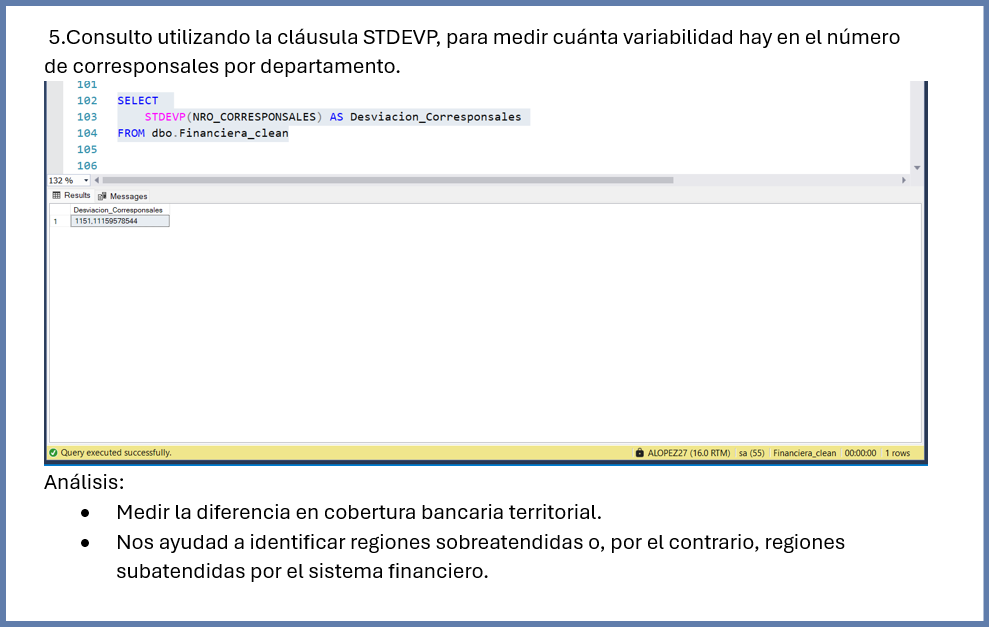 5.Consulto utilizando la cláusula STDEVP, para medir cuánta variabilidad hay en el número
de corresponsales por departamento.
101
102 SELECT
103 STDEVP(NRO_CORRESPONSALES) AS Desviacion_Corresponsales
104 FROM dbo.Financiera_clean
105
106
132 %
Results Messages
Desviacion_Corresponsales
1 1151,11159578544
Query executed successfully. ALOPEZ27 (16.0 RTM) sa (55) Financiera_clean 00:00:00 1 rows
Análisis:
● Medir la diferencia en cobertura bancaria territorial.
● Nos ayudad a identificar regiones sobreatendidas o, por el contrario, regiones
subatendidas por el sistema financiero.